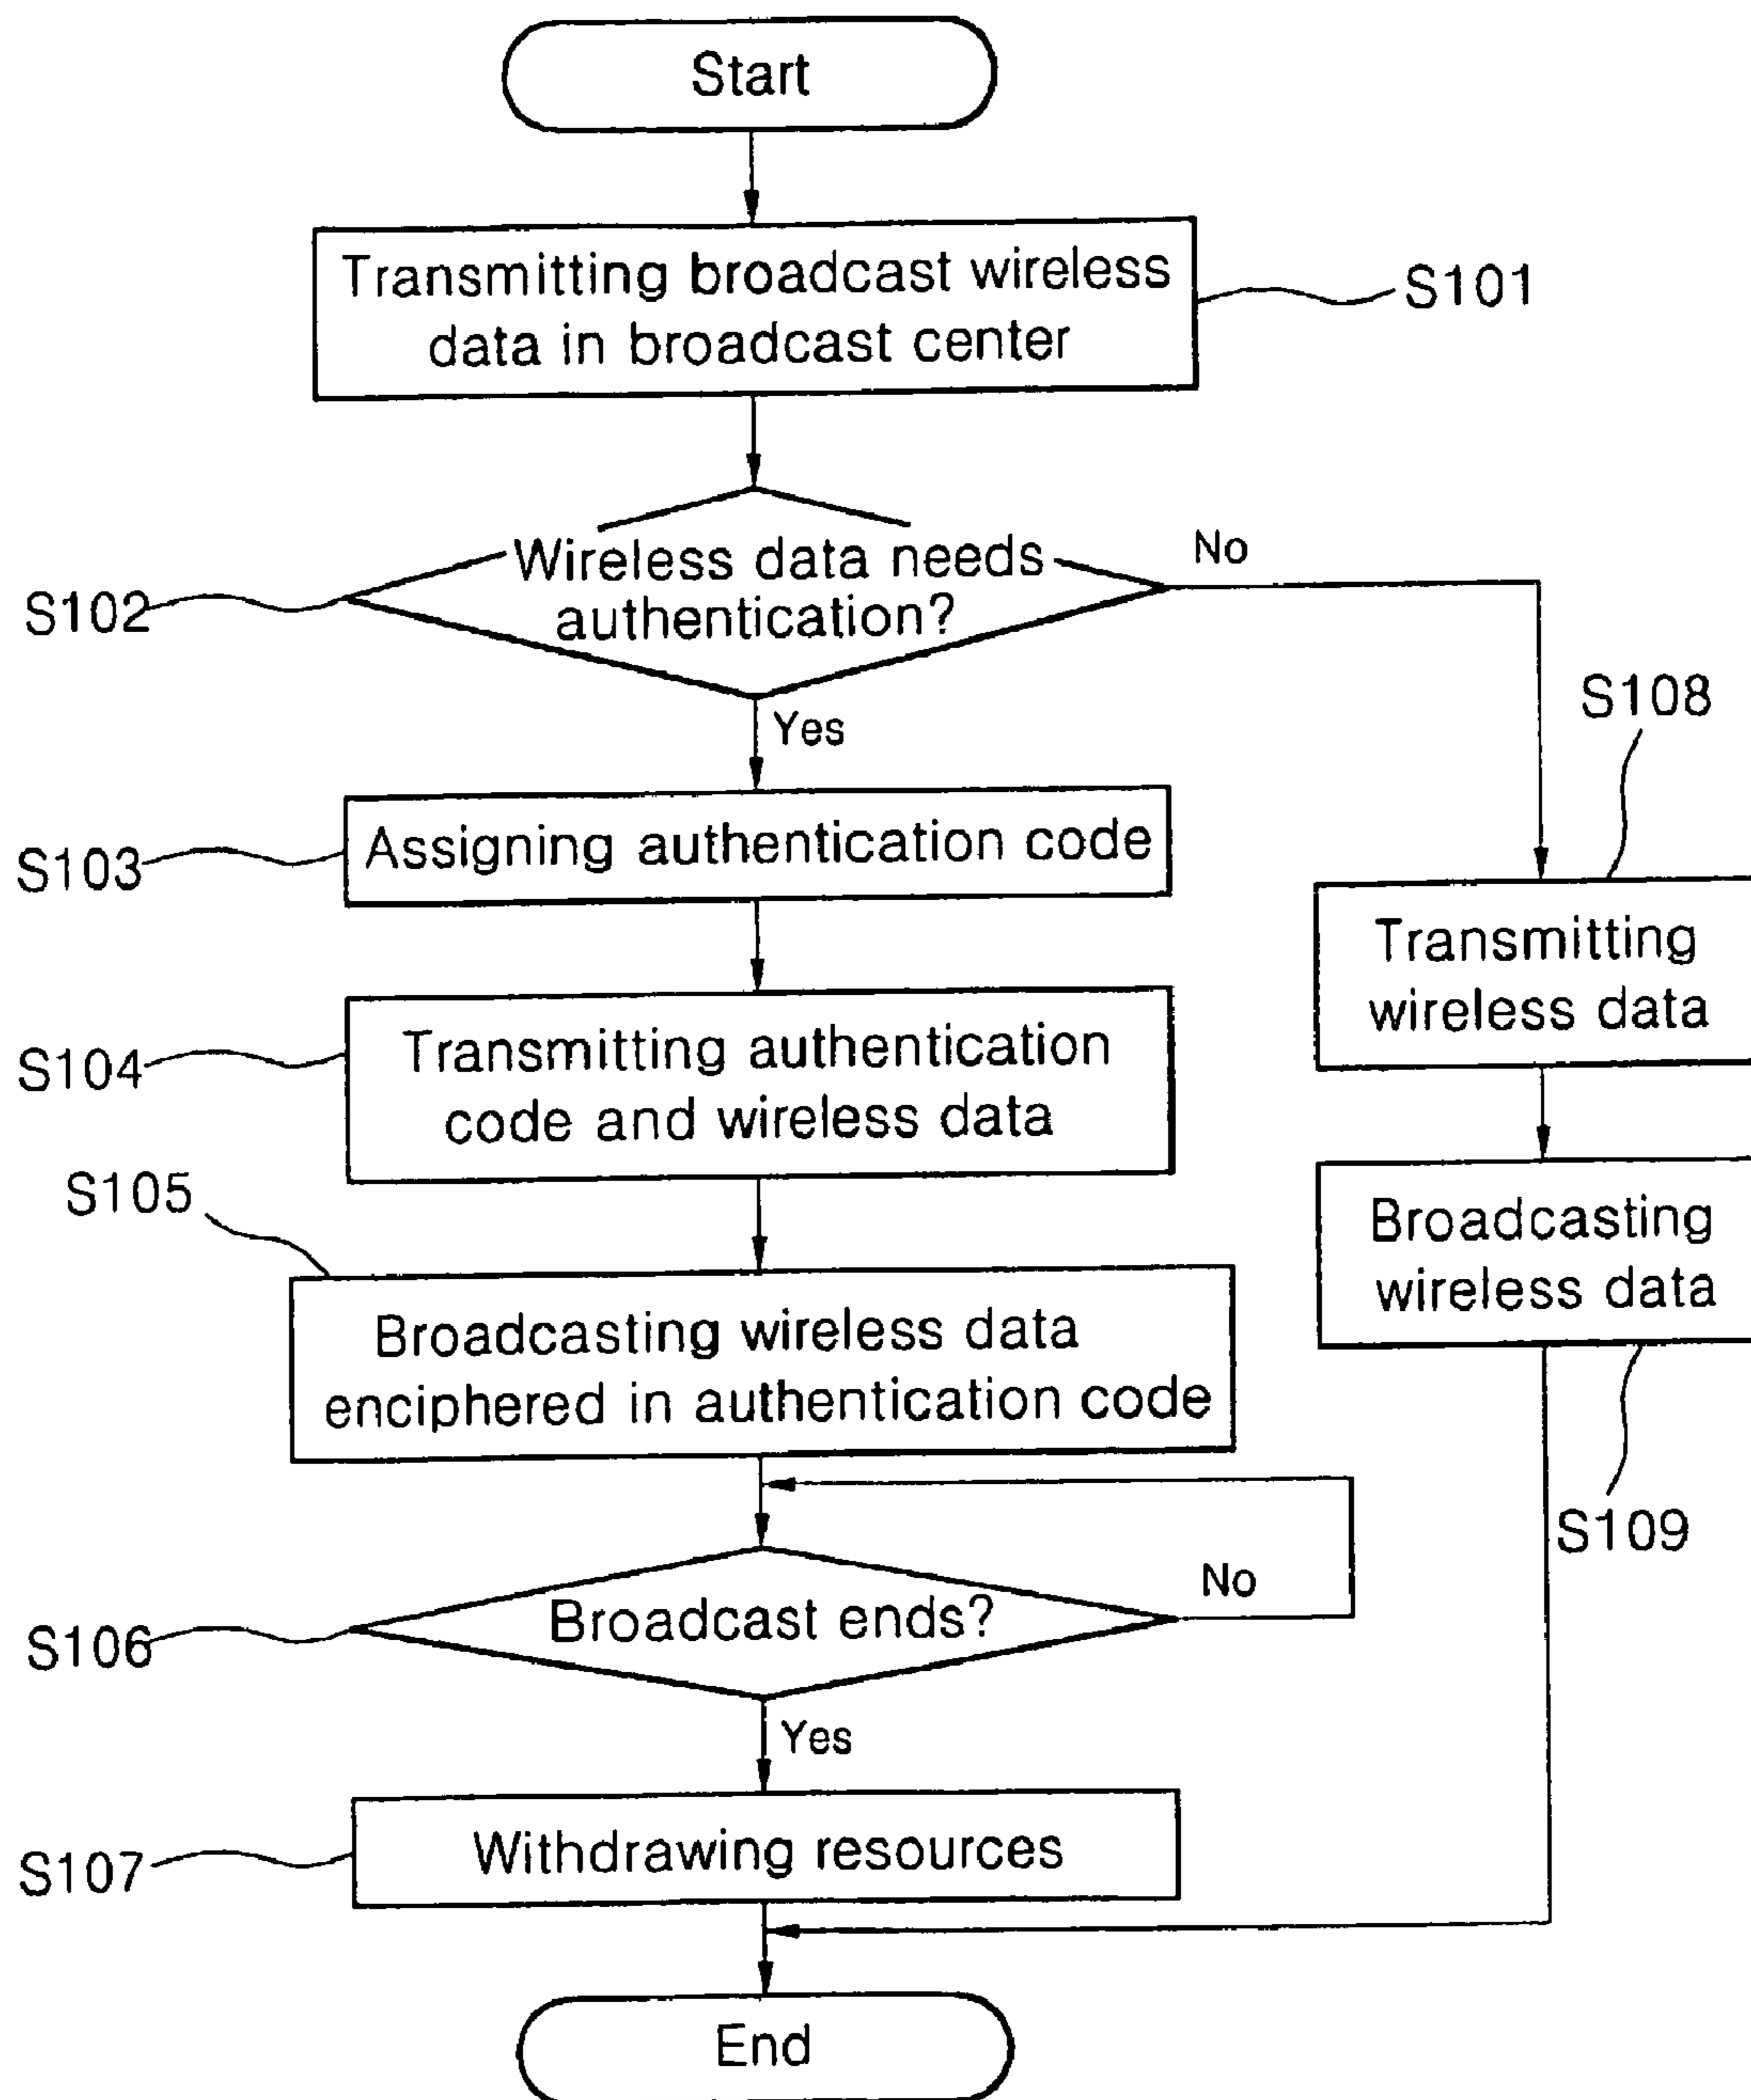 Start
Transmitting broadcast wireless
data in broadcast center
S101
Wireless data needs
authentication?
No
S102
Yes
S108
Assigning authentication code
S103
Transmitting
wireless data
Transmitting authentication
code and wireless data
S104
S105
Broadcasting
wireless data
Broadcasting wireless data
enciphered in authentication code
S109
No
Broadcast ends?
S106
Yes
Withdrawing resources
S107
End